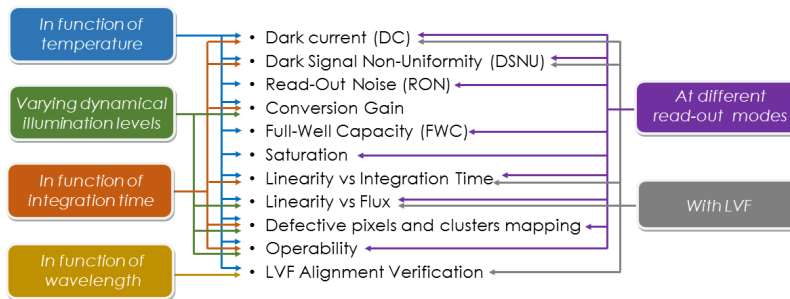 In function of
temperature
Varying dynamical
illumination levels
In function of
integration time
In function of
wavelength
• Dark current (DC)
• Dark Signal Non-Uniformity (DSNU)
• Read-Out Noise (RON)
• Conversion Gain
• Full-Well Capacity (FWC)
• Saturation
• Linearity vs Integration Time
• Linearity vs Flux
• Defective pixels and clusters mapping
• Operability
• LVF Alignment Verification
At different
read-out modes
With LVF